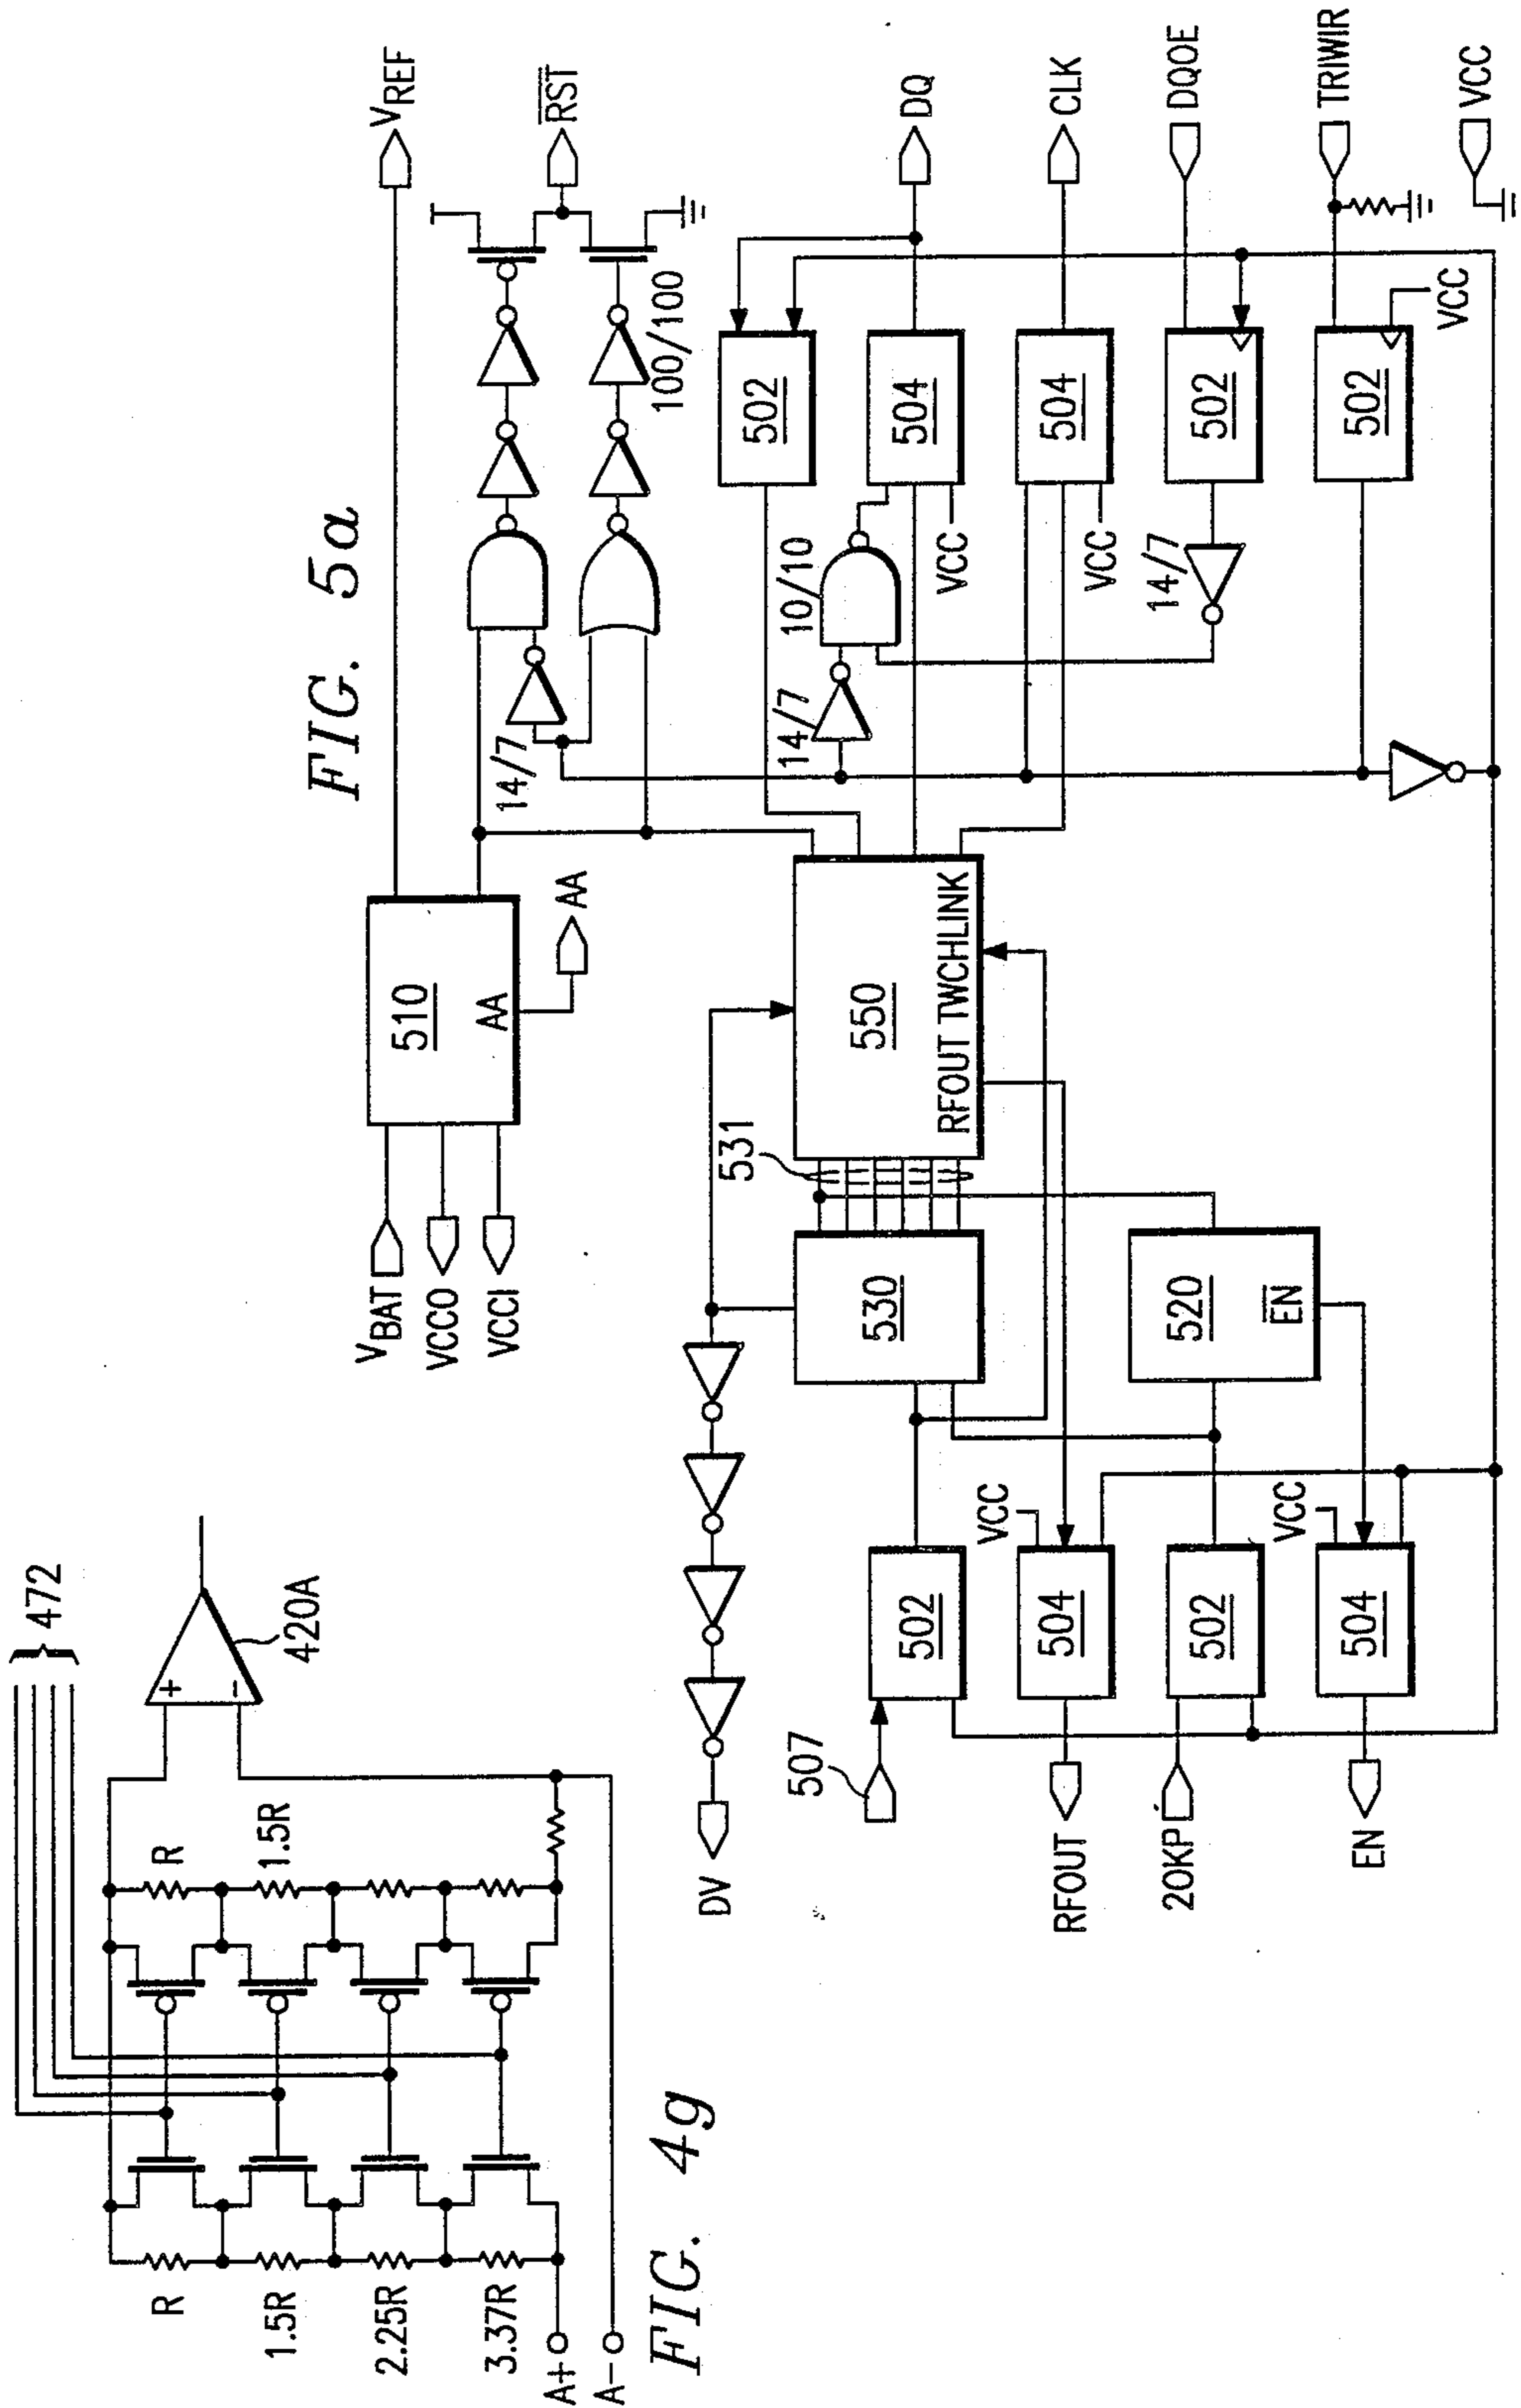 472
+
-
420A
R
1.5R
R
1.5R
2.25R
3.37R
A+
A-
FIG. 4g
FIG. 5a
VBAT
VCCO
VCCI
510
AA
AA
VREF
RST
14/7
100/100
DV
531
530
550
RFOUT TWCHLINK
14/7
10/10
502
504
VCC
DQ
504
VCC
CLK
14/7
502
DQOE
502
VCC
TRIWIR
VCC
507
502
RFOUT
504
VCC
20KP
502
520
EN
EN
504
VCC